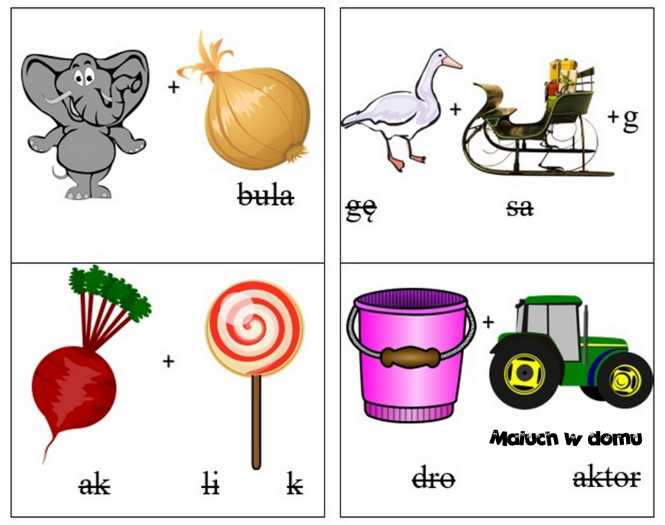 +
bula
+ + g
gę sa
+
ak li k
+
Maluch w domu
dro aktor